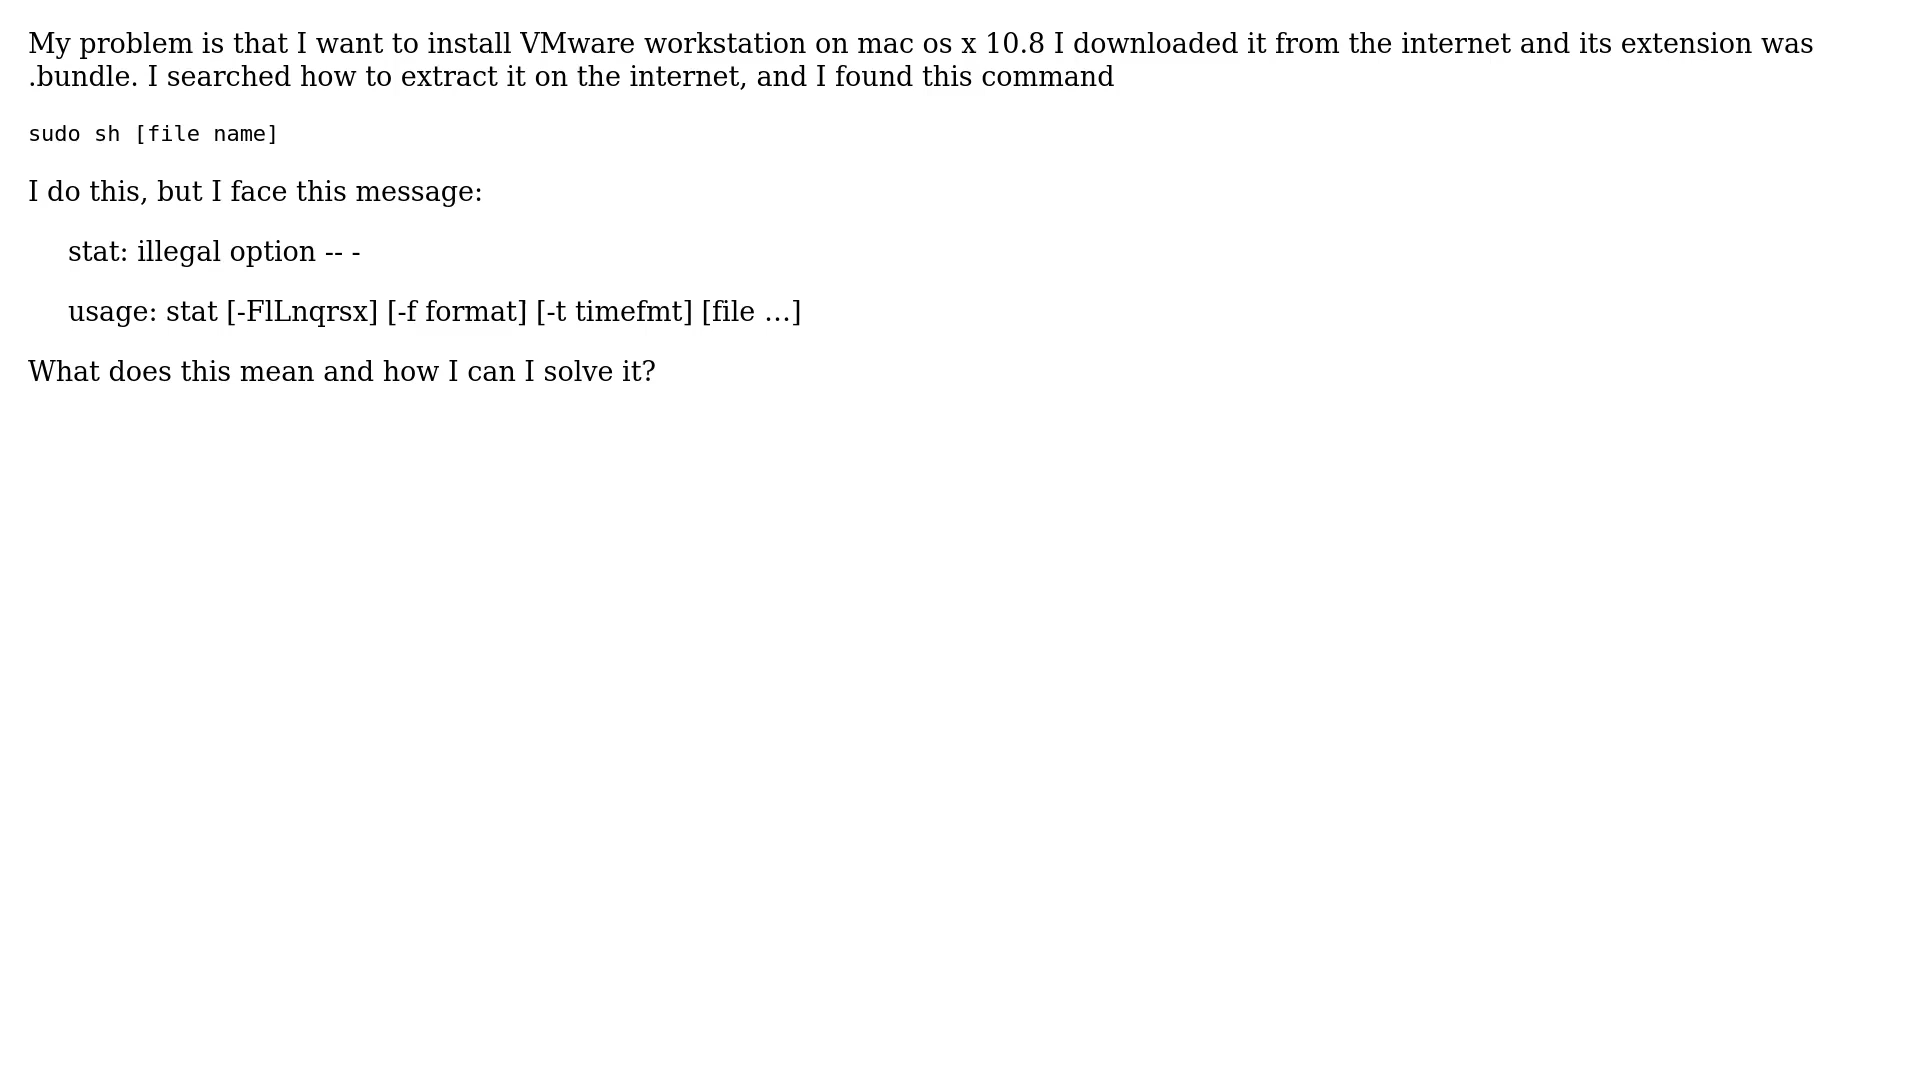 My problem is that I want to install VMware workstation on mac os x 10.8 I downloaded it from the internet and its extension was
.bundle. I searched how to extract it on the internet, and I found this command
sudo sh [file name]
I do this, but I face this message:
stat: illegal option -- -
usage: stat [-FlLnqrsx] [-f format] [-t timefmt] [file …]
What does this mean and how I can I solve it?